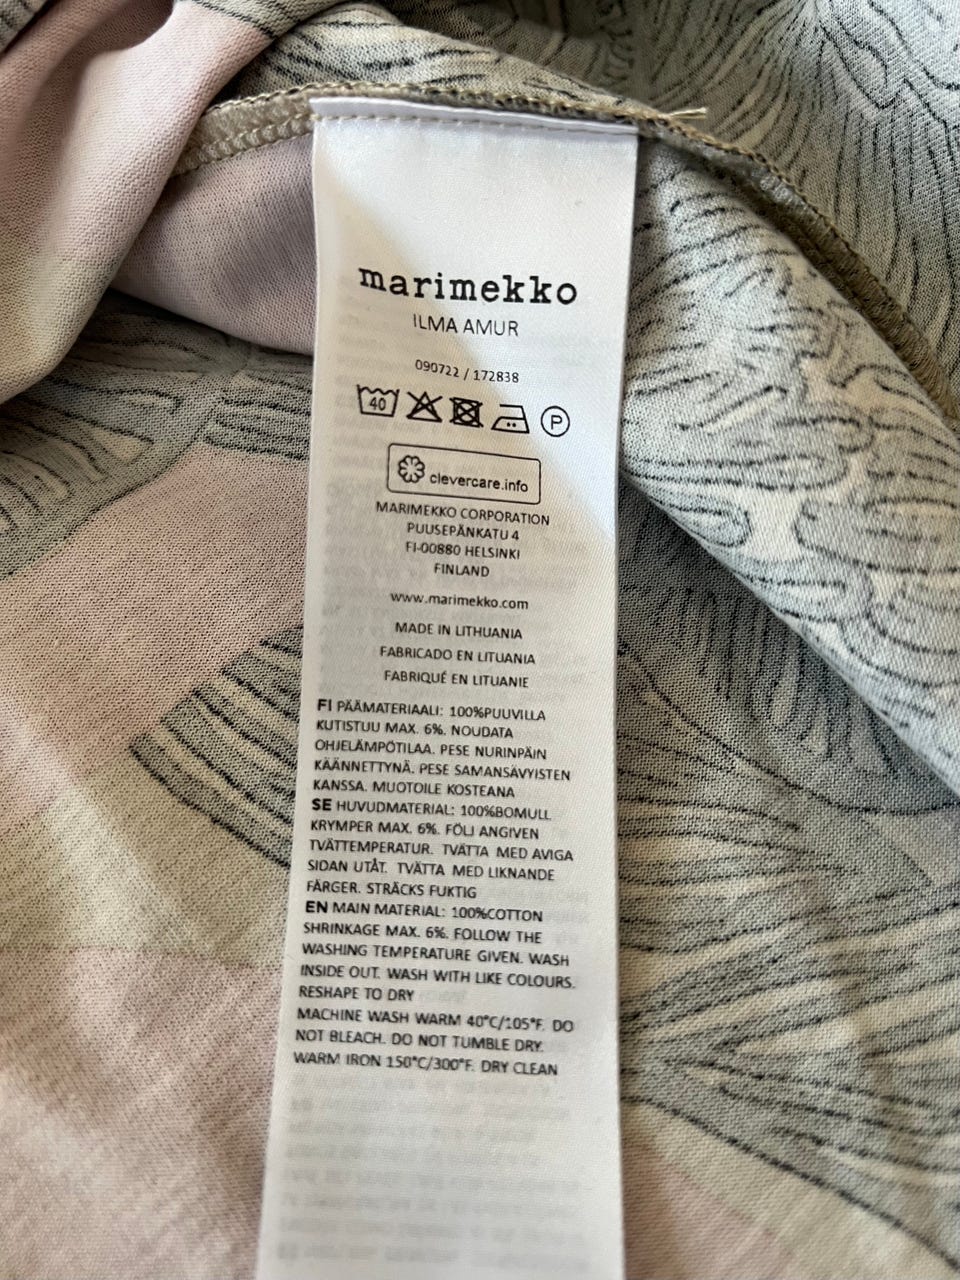 marimekko
ILMA AMUR
090722 / 172838
40
P
clevercare.info
MARIMEKKO CORPORATION
PUUSEPÄNKATU 4
FI-00880 HELSINKI
FINLAND
www.marimekko.com
MADE IN LITHUANIA
FABRICADO EN LITUANIA
FABRIQUÉ EN LITUANIE
FI PÄÄMATERIAALI: 100%PUUVILLA
KUTISTUU MAX. 6%. NOUDATA
OHJELÄMPÖTILAA. PESE NURINPÄIN
KÄÄNNETTYNÄ. PESE SAMANSÄVYISTEN
KANSSA. MUOTOILE KOSTEANA
SE HUVUDMATERIAL: 100%BOMULL
KRYMPER MAX. 6%. FÖLJ ANGIVEN
TVÄTTEMPERATUR. TVÄTTA MED AVIGA
SIDAN UTÅT. TVÄTTA MED LIKNANDE
FÄRGER. STRÄCKS FUKTIG
EN MAIN MATERIAL: 100%COTTON
SHRINKAGE MAX. 6%. FOLLOW THE
WASHING TEMPERATURE GIVEN. WASH
INSIDE OUT. WASH WITH LIKE COLOURS.
RESHAPE TO DRY
MACHINE WASH WARM 40°C/105°F. DO
NOT BLEACH. DO NOT TUMBLE DRY.
WARM IRON 150°C/300°F. DRY CLEAN